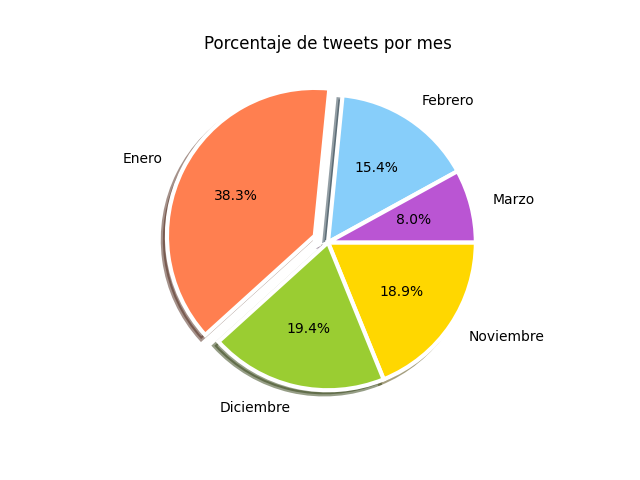 Porcentaje de tweets por mes
Febrero
Enero
15.4%
38.3%
Marzo
8.0%
18.9%
19.4%
Noviembre
Diciembre